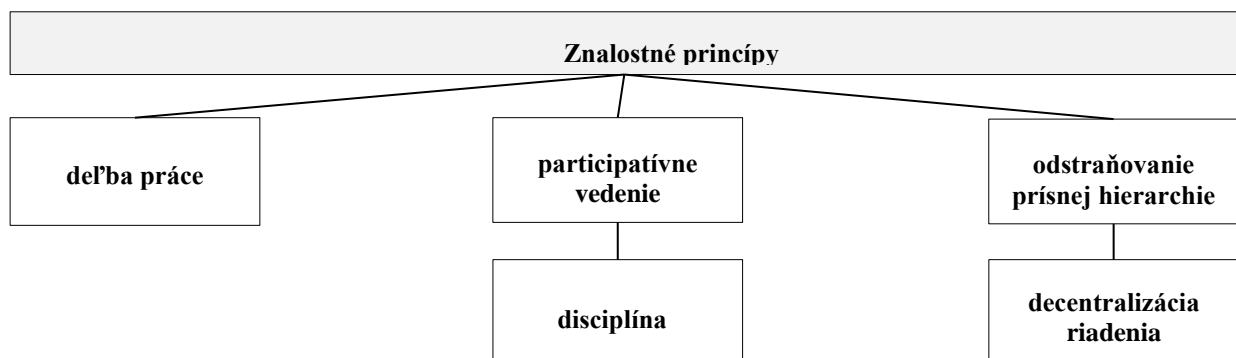 Znalostné princípy
deľba práce
participatívne
vedenie
odstraňovanie
prísnej hierarchie
disciplína
decentralizácia
riadenia